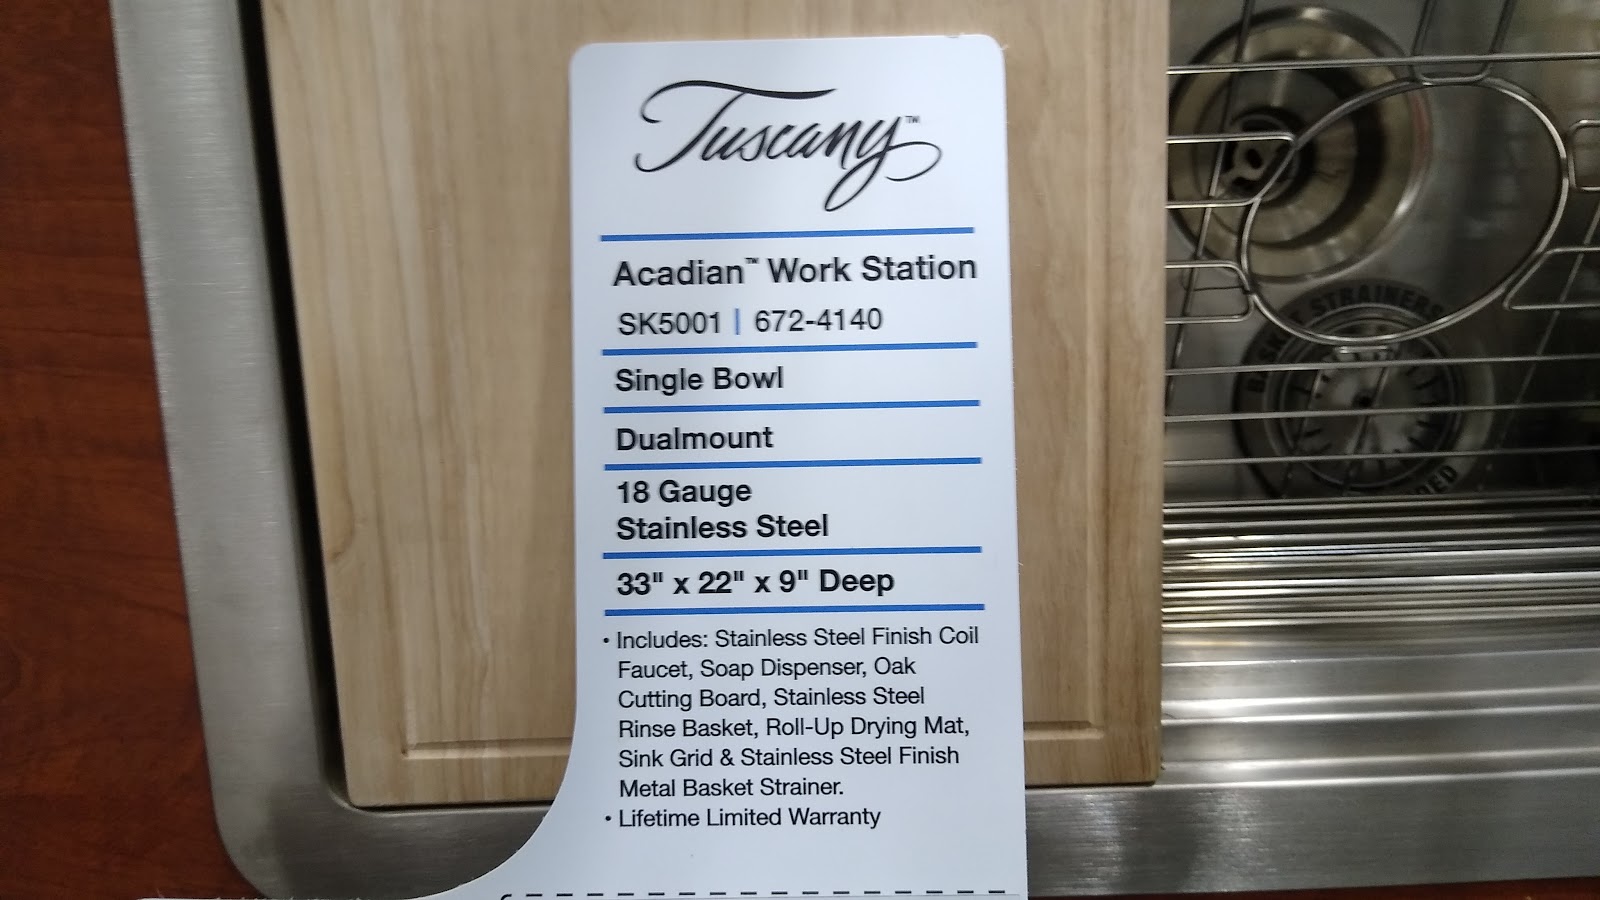 Tuscany™
Acadian™ Work Station
SK5001 | 672-4140
Single Bowl
Dualmount
18 Gauge
Stainless Steel
33" x 22" x 9" Deep
• Includes: Stainless Steel Finish Coil
Faucet, Soap Dispenser, Oak
Cutting Board, Stainless Steel
Rinse Basket, Roll-Up Drying Mat,
Sink Grid & Stainless Steel Finish
Metal Basket Strainer.
• Lifetime Limited Warranty
STRAINERS